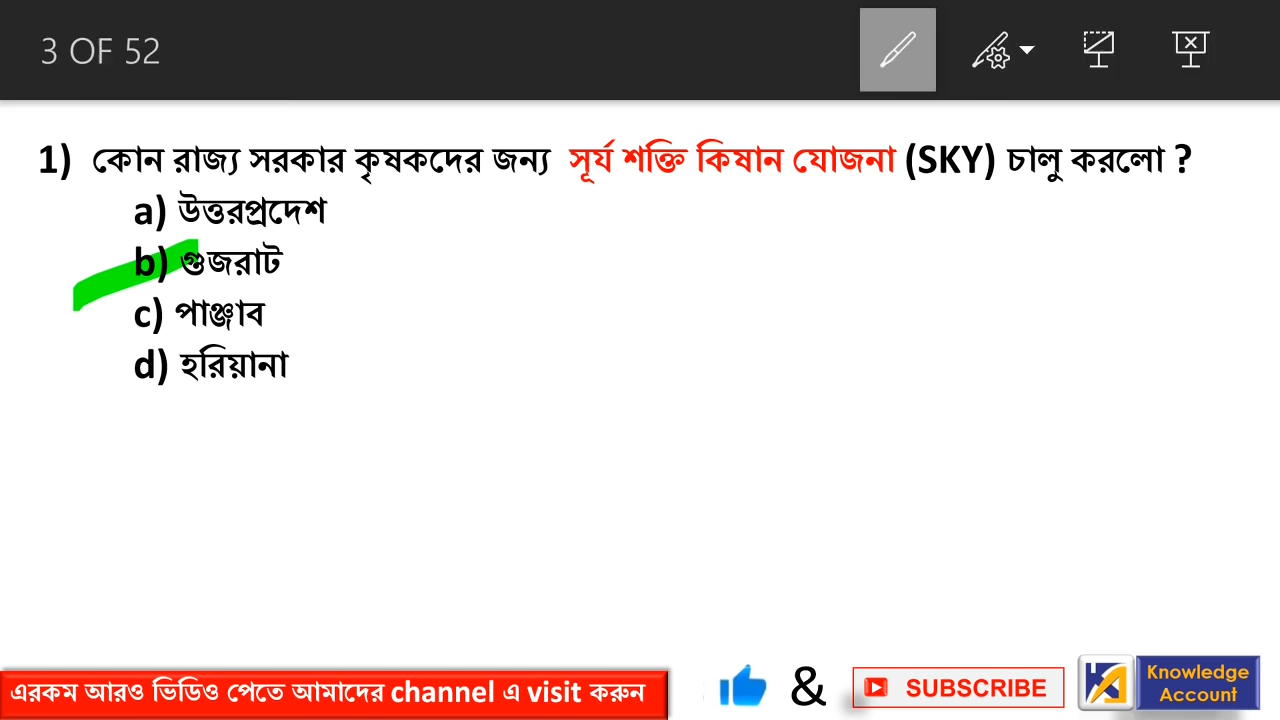 3 OF 52
1) কোন রাজ্য সরকার কৃষকদের জন্য সূর্য শক্তি কিষান যোজনা (SKY) চালু করলো ?
a) উত্তরপ্রদেশ
b) গুজরাট
c) পাঞ্জাব
d) হরিয়ানা
এরকম আরও ভিডিও পেতে আমাদের channel এ visit করুন
&
SUBSCRIBE
Knowledge
Account